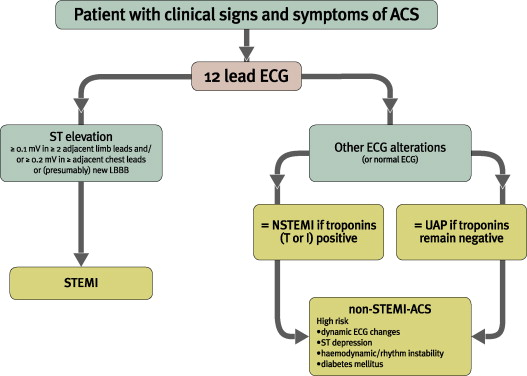 Patient with clinical signs and symptoms of ACS
12 lead ECG
ST elevation
≥ 0.1 mV in ≥ 2 adjacent limb leads and/
or ≥ 0.2 mV in ≥ adjacent chest leads
or (presumably) new LBBB
Other ECG alterations
(or normal ECG)
= NSTEMI if troponins
(T or I) positive
= UAP if troponins
remain negative
STEMI
non-STEMI-ACS
High risk
•dynamic ECG changes
•ST depression
•haemodynamic/rhythm instability
•diabetes mellitus